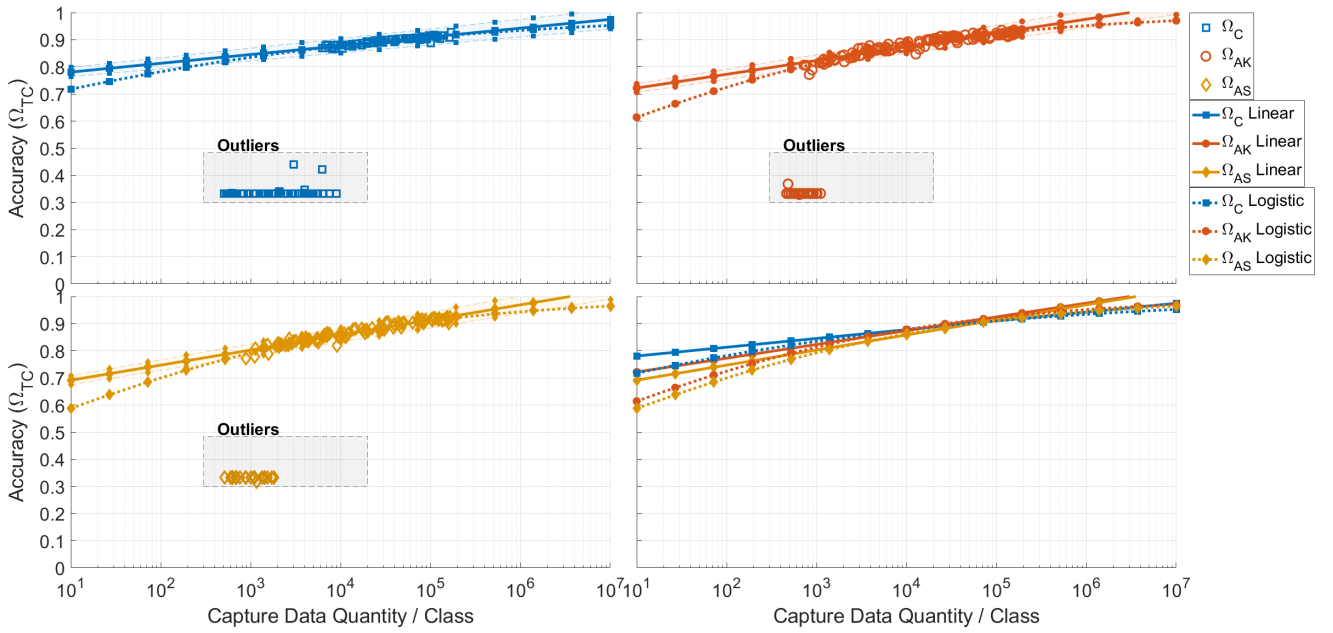 Accuracy (Ω_TC)
1
0.9
0.8
0.7
0.6
0.5
0.4
0.3
0.2
0.1
0
Outliers
Outliers
Ω_C
Ω_AK
Ω_AS
Ω_C Linear
Ω_AK Linear
Ω_AS Linear
Ω_C Logistic
Ω_AK Logistic
Ω_AS Logistic
Accuracy (Ω_TC)
1
0.9
0.8
0.7
0.6
0.5
0.4
0.3
0.2
0.1
0
Outliers
10^1 10^2 10^3 10^4 10^5 10^6 10^7
Capture Data Quantity / Class
10^1 10^2 10^3 10^4 10^5 10^6 10^7
Capture Data Quantity / Class